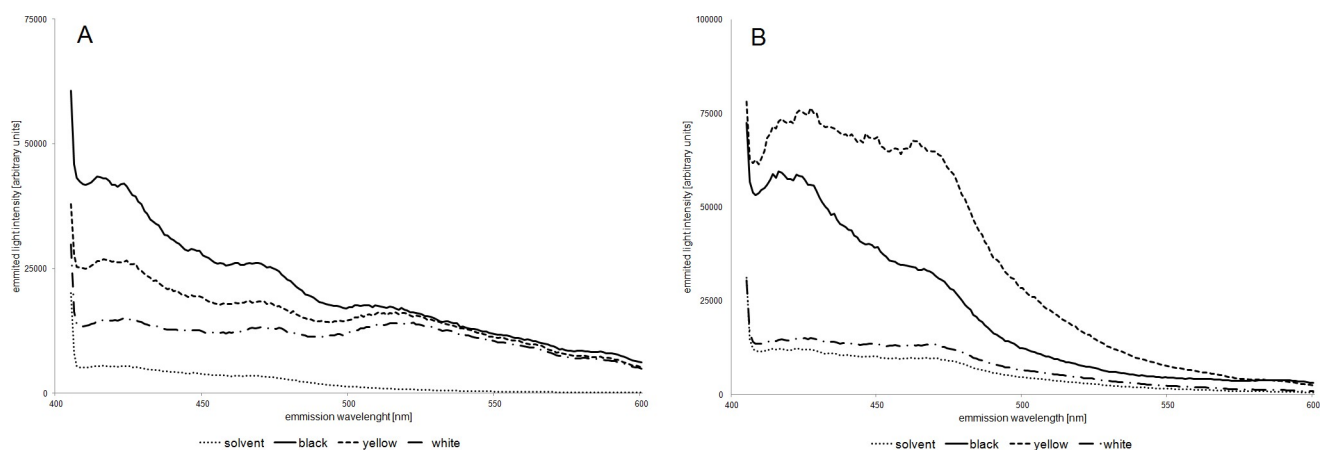 A
75000
50000
25000
0
emmited light intensity [arbitrary units]
400
450
500
550
600
emmission wavelenght [nm]
solvent black yellow white
B
100000
75000
50000
25000
0
emmited light intensity [arbitrary units]
400
450
500
550
600
emmission wavelength [nm]
solvent black yellow white